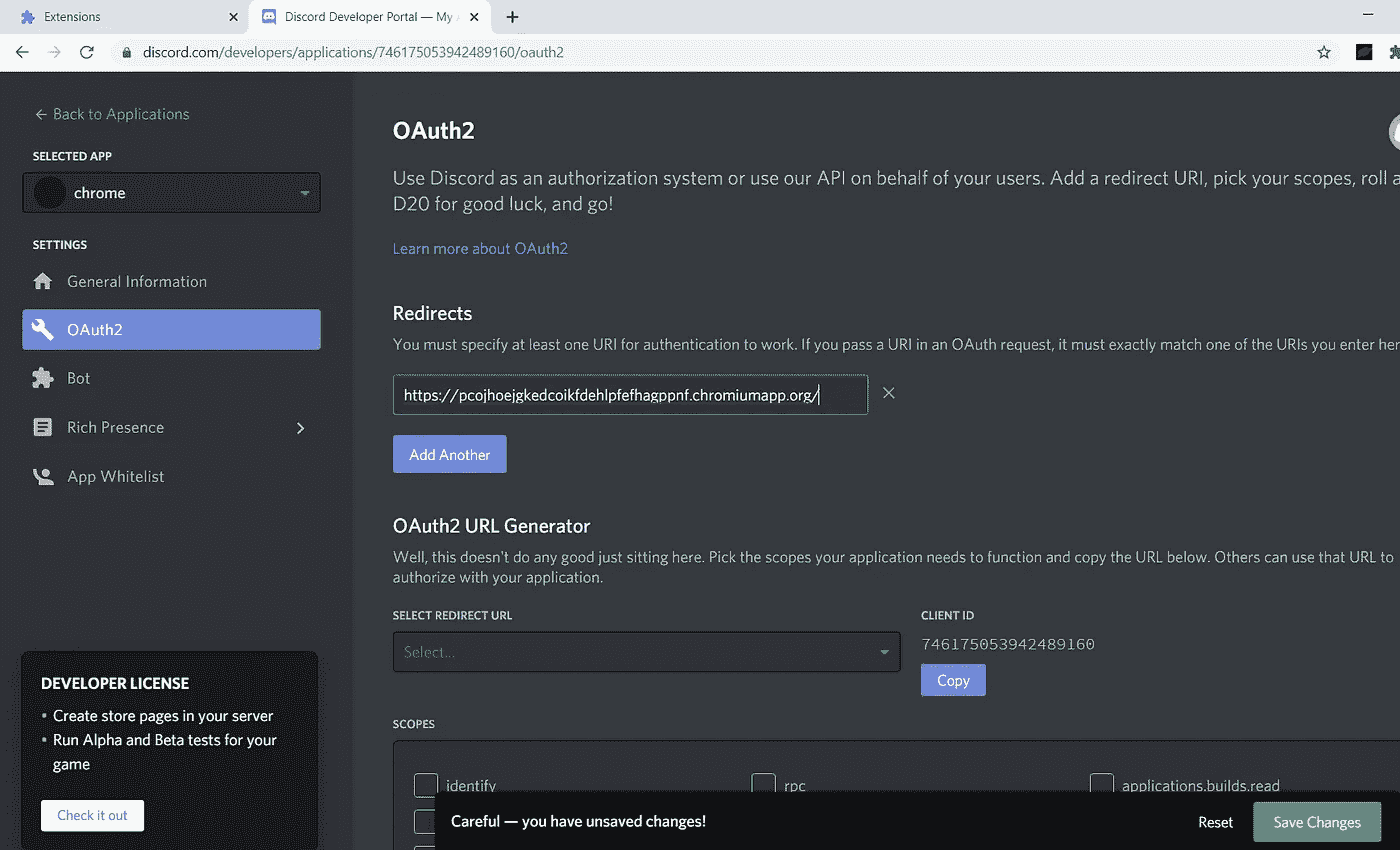 Extensions
Discord Developer Portal — My
discord.com/developers/applications/746175053942489160/oauth2
Back to Applications
SELECTED APP
chrome
SETTINGS
General Information
OAuth2
Bot
Rich Presence
App Whitelist
DEVELOPER LICENSE
• Create store pages in your server
• Run Alpha and Beta tests for your
game
Check it out
OAuth2
Use Discord as an authorization system or use our API on behalf of your users. Add a redirect URI, pick your scopes, roll a
D20 for good luck, and go!
Learn more about OAuth2
Redirects
You must specify at least one URI for authentication to work. If you pass a URI in an OAuth request, it must exactly match one of the URIs you enter her
https://pcojhoejgkedcoikfdehlpfefhagppnf.chromiumapp.org/
Add Another
OAuth2 URL Generator
Well, this doesn't do any good just sitting here. Pick the scopes your application needs to function and copy the URL below. Others can use that URL to
authorize with your application.
SELECT REDIRECT URL
Select...
CLIENT ID
746175053942489160
Copy
SCOPES
identify
rpc
applications.builds.read
Careful — you have unsaved changes!
Reset
Save Changes